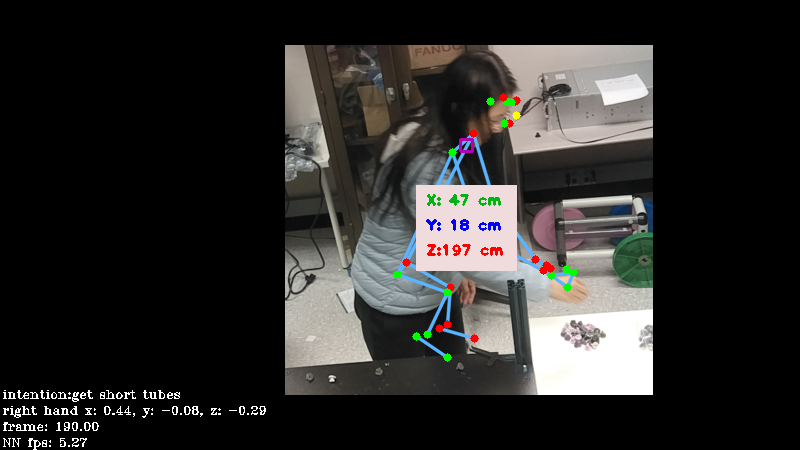 FANUC
X: 47 cm
Y: 18 cm
Z:197 cm
intention:get short tubes
right hand x: 0.44, y: -0.08, z: -0.29
frame: 190.00
NN fps: 5.27